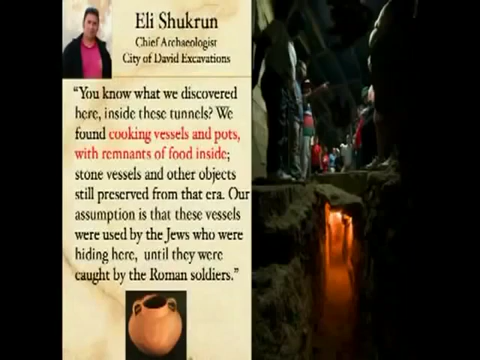 Eli Shukrun
Chief Archaeologist
City of David Excavations
“You know what we discovered
here, inside these tunnels? We
found cooking vessels and pots,
with remnants of food inside;
stone vessels and other objects
still preserved from that era. Our
assumption is that these vessels
were used by the Jews who were
hiding here, until they were
caught by the Roman soldiers.”